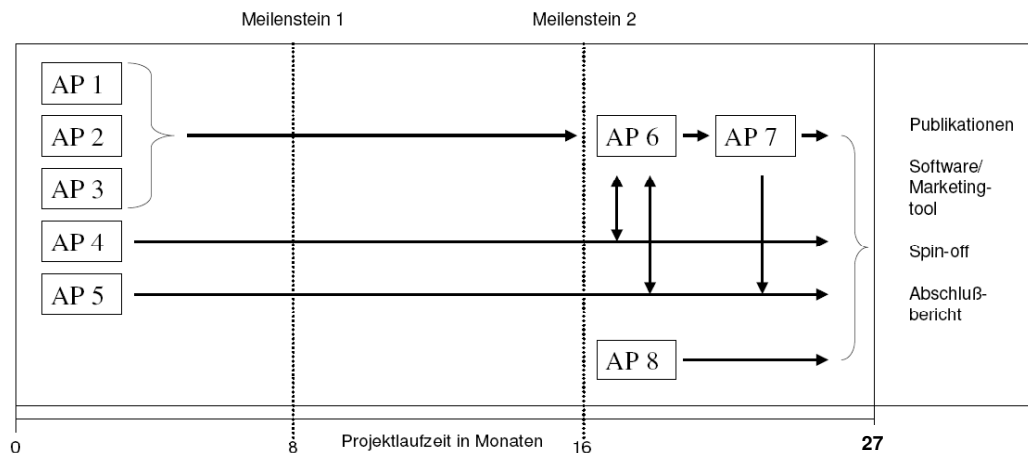 Meilenstein 1
Meilenstein 2
AP 1
AP 2
AP 3
AP 4
AP 5
AP 6
AP 7
AP 8
Publikationen
Software/
Marketing-
tool
Spin-off
Abschluß-
bericht
0
8
Projektlaufzeit in Monaten
16
27